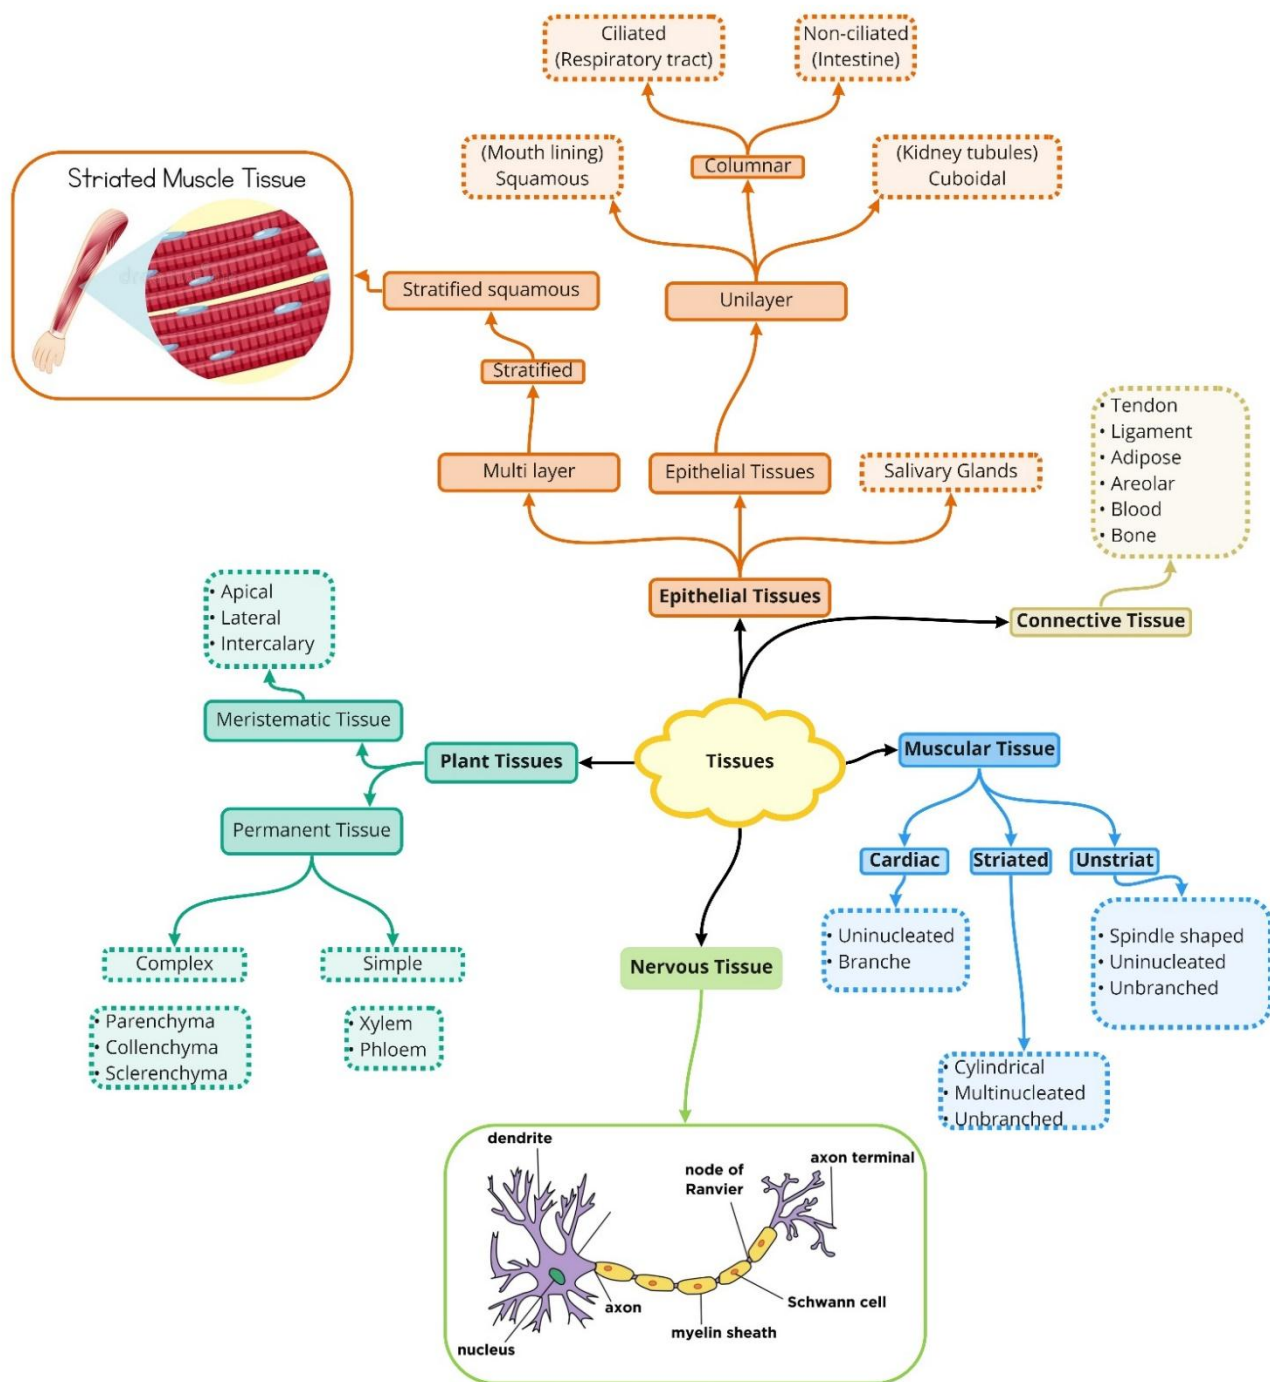 Ciliated
(Respiratory tract)
Non-ciliated
(Intestine)
(Mouth lining)
Squamous
Columnar
(Kidney tubules)
Cuboidal
Striated Muscle Tissue
Stratified squamous
Unilayer
Stratified
Multi layer
Epithelial Tissues
Salivary Glands
• Tendon
• Ligament
• Adipose
• Areolar
• Blood
• Bone
Epithelial Tissues
Connective Tissue
• Apical
• Lateral
• Intercalary
Meristematic Tissue
Plant Tissues
Tissues
Muscular Tissue
Permanent Tissue
Cardiac
Striated
Unstriat
Complex
Simple
• Parenchyma
• Collenchyma
• Sclerenchyma
• Xylem
• Phloem
Nervous Tissue
• Uninucleated
• Branche
• Spindle shaped
• Uninucleated
• Unbranched
• Cylindrical
• Multinucleated
• Unbranched
dendrite
node of
Ranvier
axon terminal
axon
nucleus
myelin sheath
Schwann cell